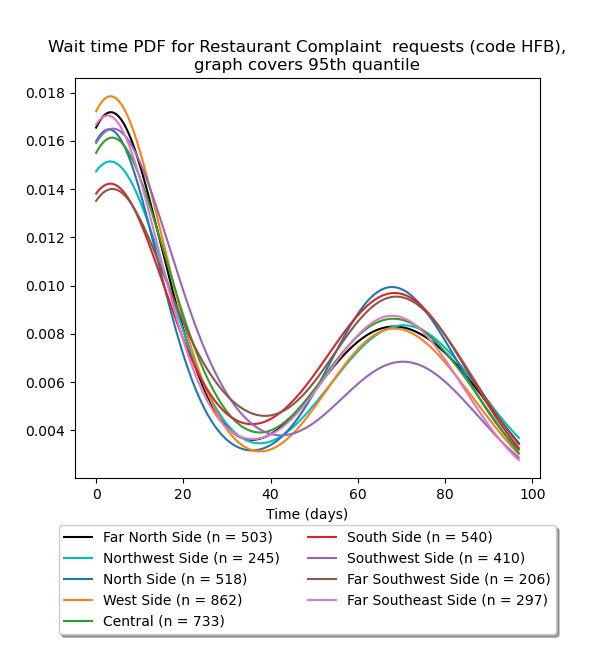 Wait time PDF for Restaurant Complaint  requests (code HFB),
graph covers 95th quantile
0.018
0.016
0.014
0.012
0.010
0.008
0.006
0.004
0 20 40 60 80 100
Time (days)
Far North Side (n = 503)
Northwest Side (n = 245)
North Side (n = 518)
West Side (n = 862)
Central (n = 733)
South Side (n = 540)
Southwest Side (n = 410)
Far Southwest Side (n = 206)
Far Southeast Side (n = 297)